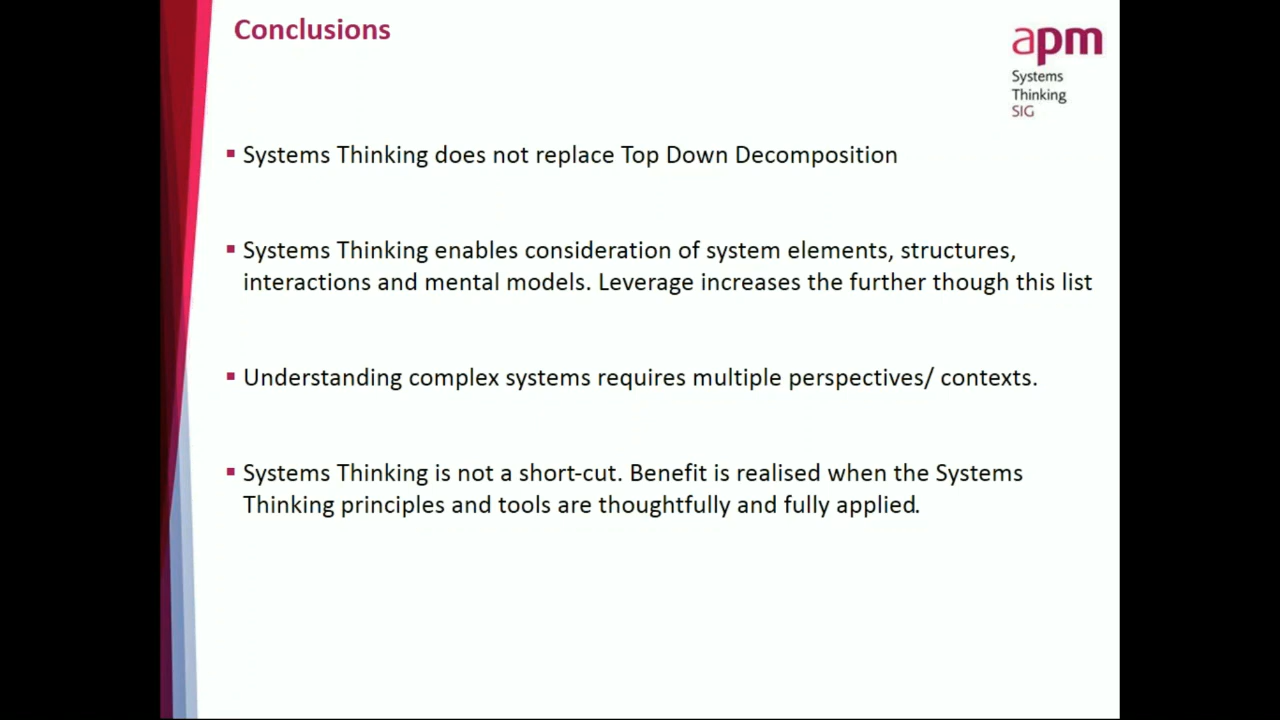 Conclusions
apm
Systems
Thinking
SIG
▪ Systems Thinking does not replace Top Down Decomposition
▪ Systems Thinking enables consideration of system elements, structures,
interactions and mental models. Leverage increases the further though this list
▪ Understanding complex systems requires multiple perspectives/ contexts.
▪ Systems Thinking is not a short-cut. Benefit is realised when the Systems
Thinking principles and tools are thoughtfully and fully applied.